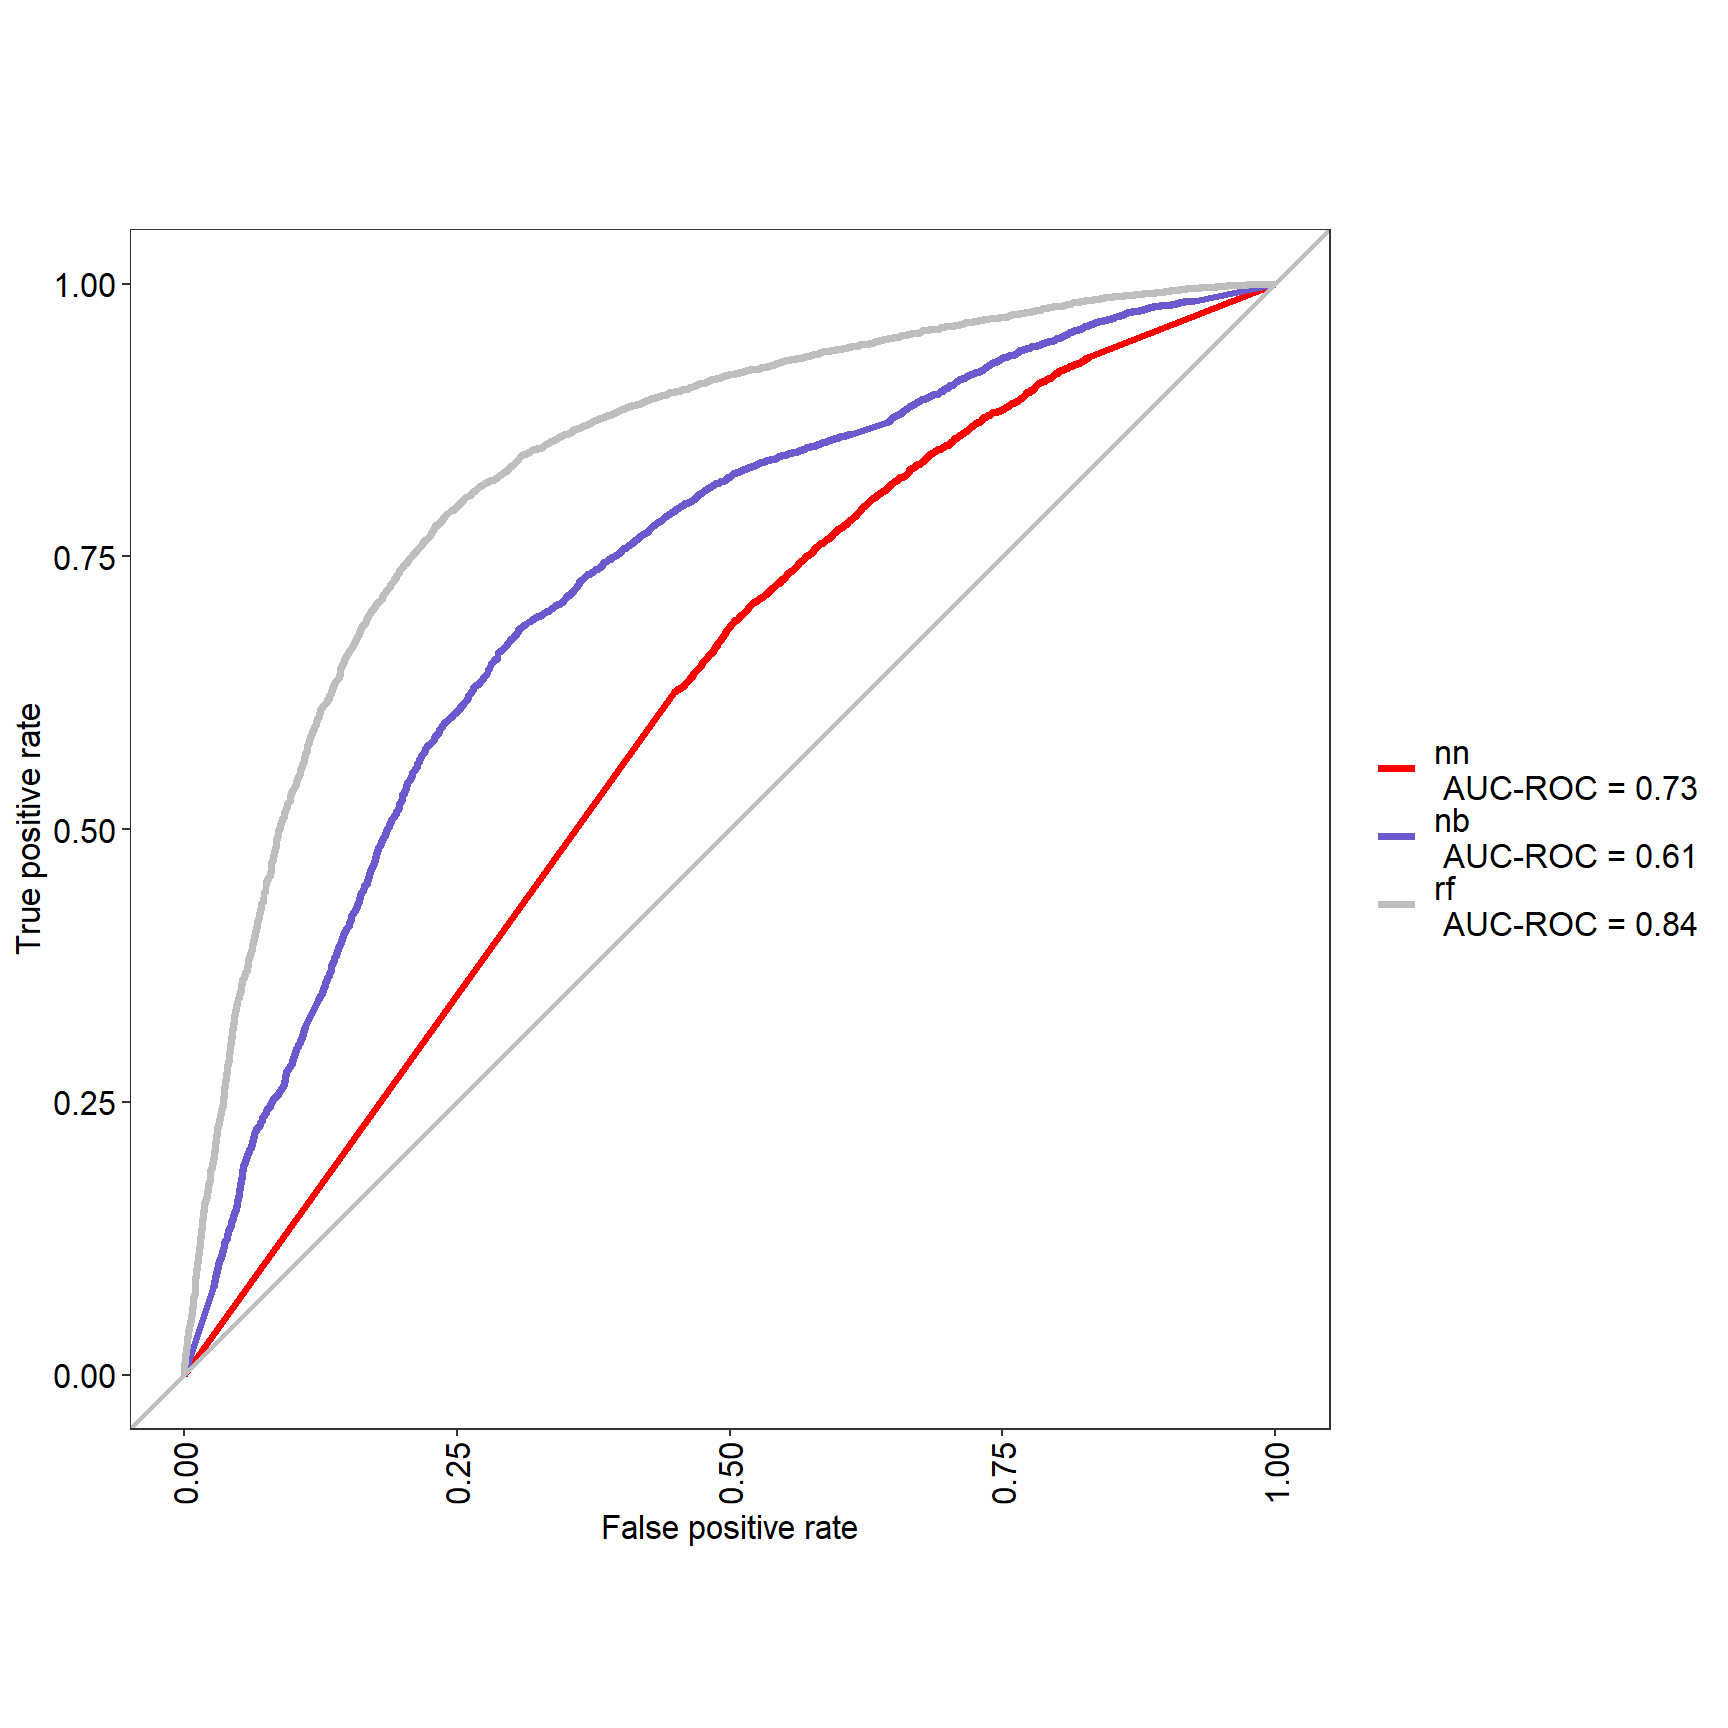 1.00
0.75
0.50
0.25
0.00
True positive rate
0.00
0.25
0.50
0.75
1.00
False positive rate
nn
AUC-ROC = 0.73
nb
AUC-ROC = 0.61
rf
AUC-ROC = 0.84